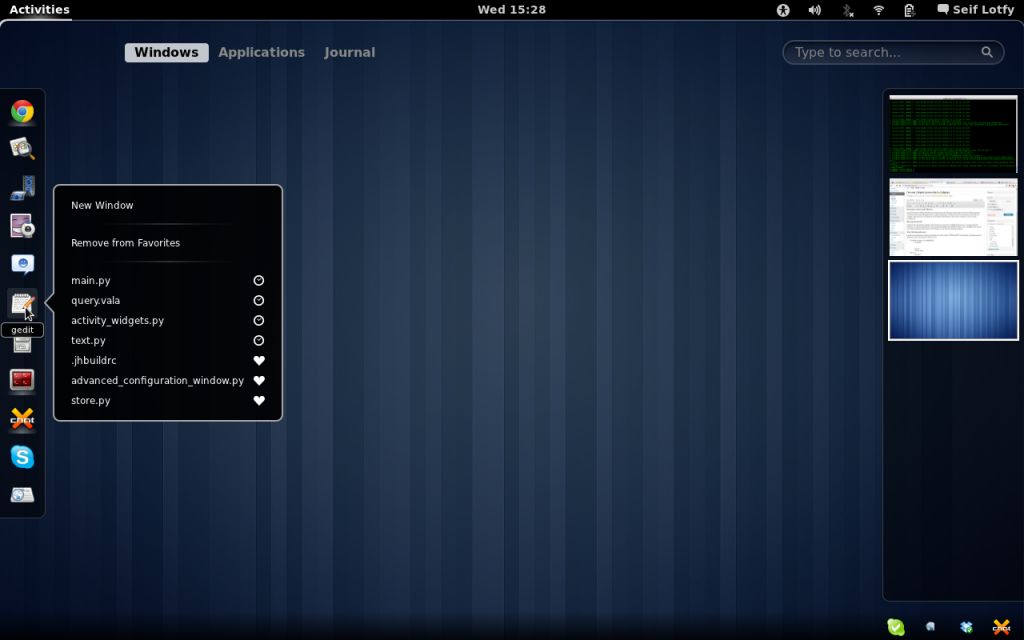 Activities
Wed 15:28
Seif Lotfy
Windows
Applications
Journal
Type to search...
New Window
Remove from Favorites
main.py
query.vala
activity_widgets.py
text.py
.jhbuildrc
advanced_configuration_window.py
store.py
gedit